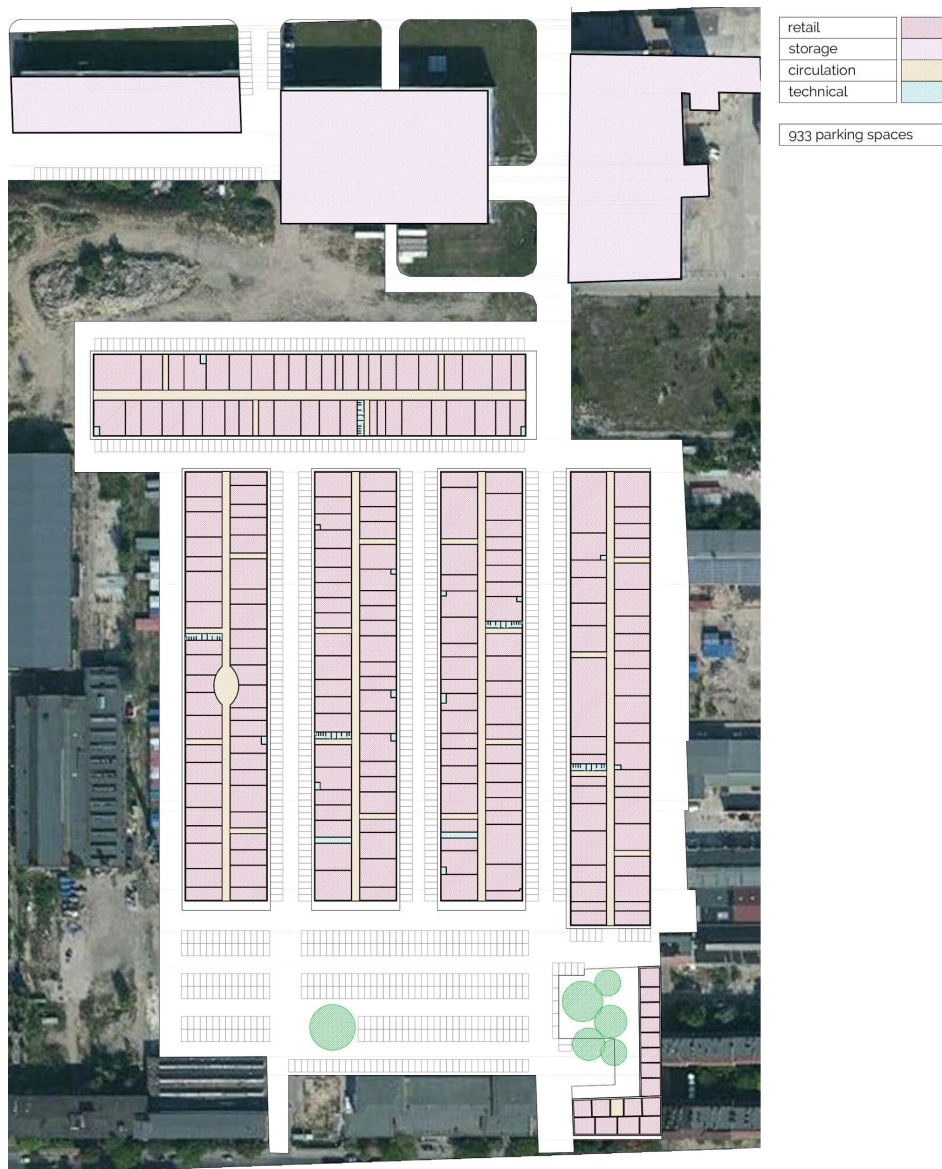 retail
storage
circulation
technical
933 parking spaces